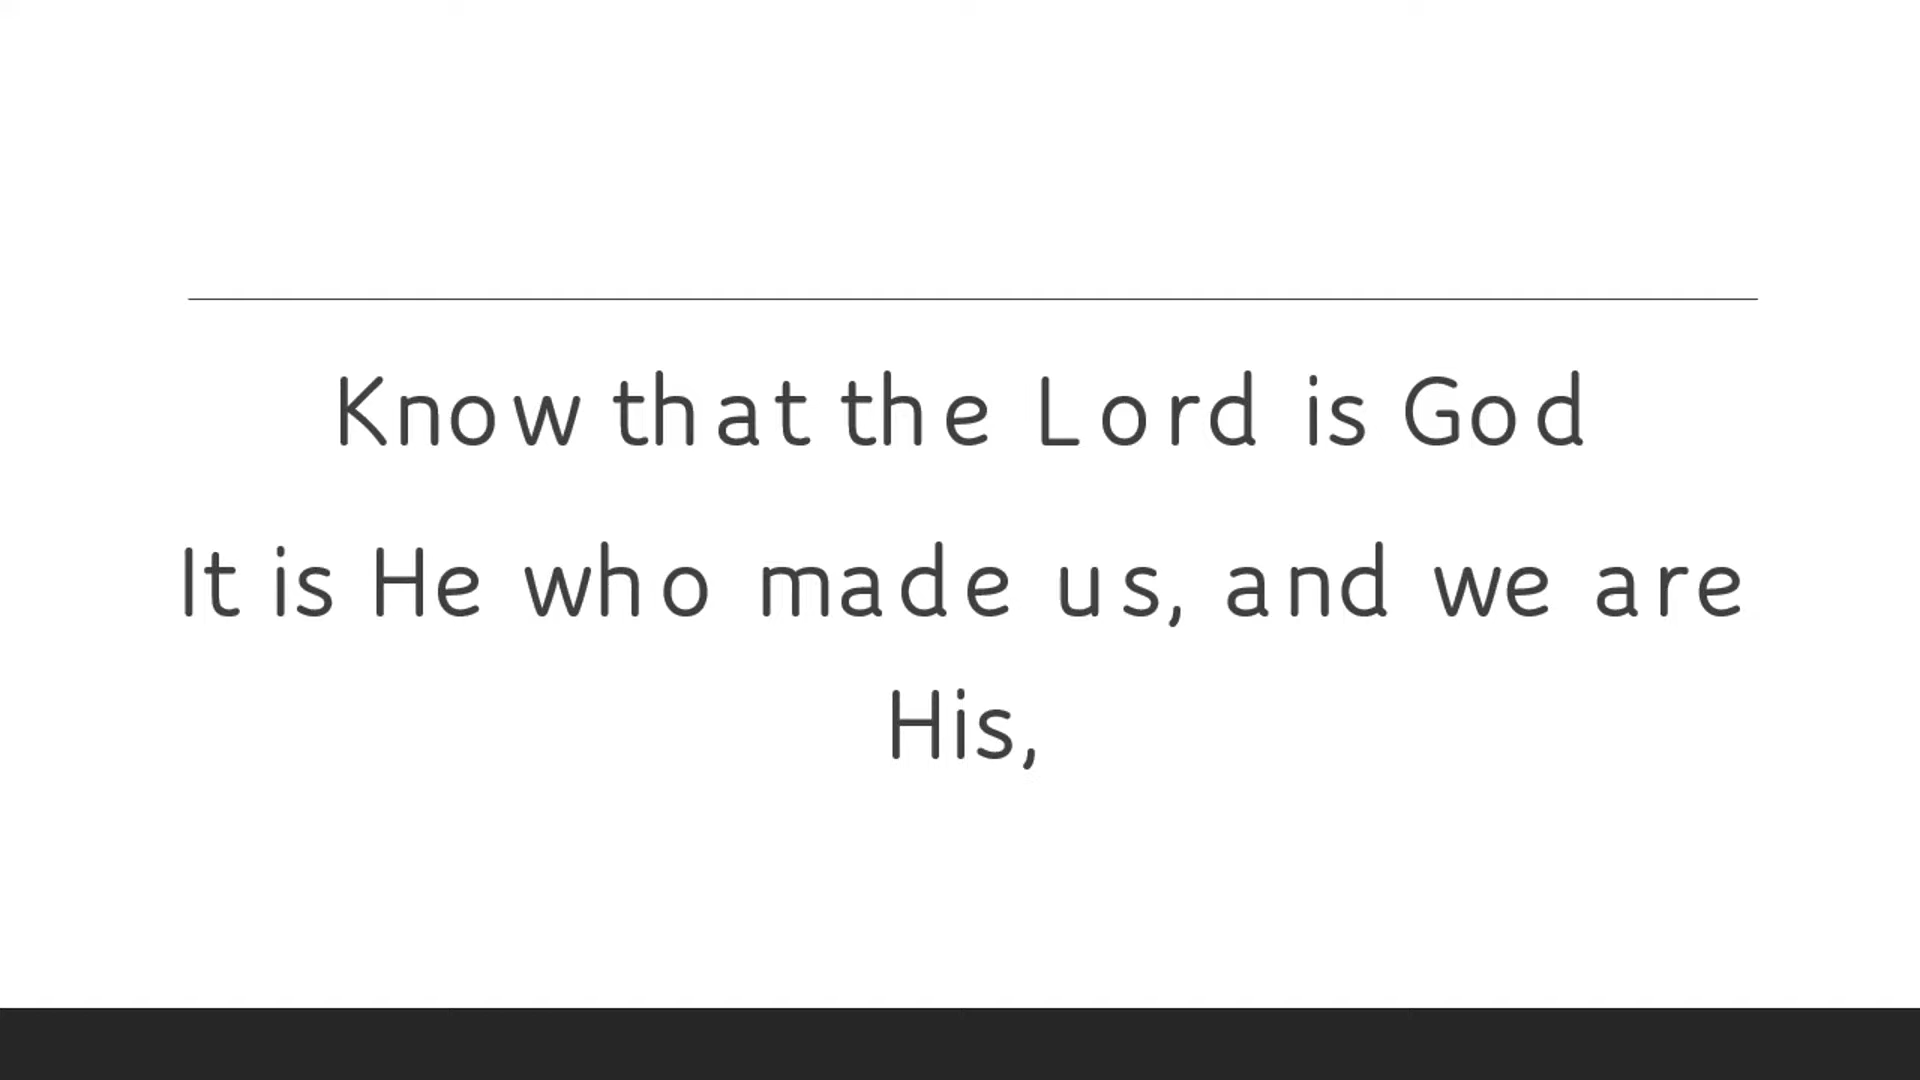 Know that the Lord is God
It is He who made us, and we are
His,